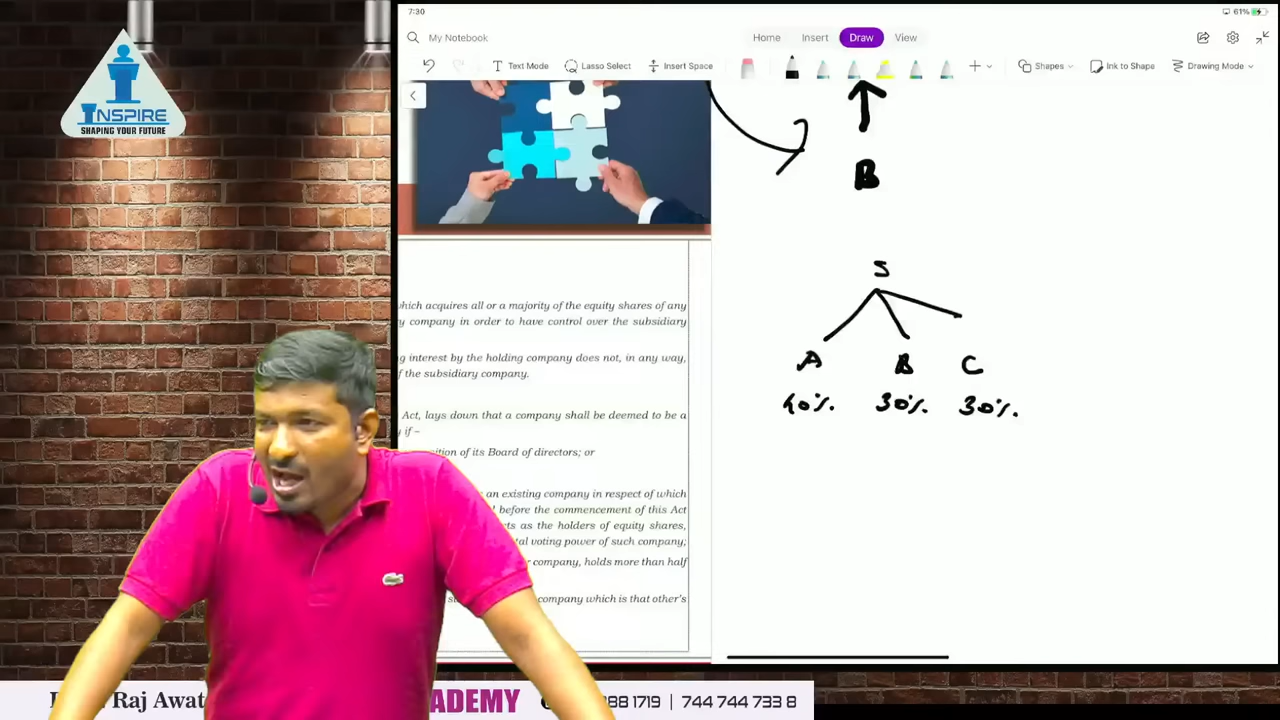 7:30
61%
My Notebook
Home Insert Draw View
Text Mode Lasso Select Insert Space Shapes Ink to Shape Drawing Mode
INSPIRE
SHAPING YOUR FUTURE
B
S
A B C
40% 30% 30%
which acquires all or a majority of the equity shares of any
company in order to have control over the subsidiary
interest by the holding company does not, in any way,
of the subsidiary company.
Act, lays down that a company shall be deemed to be a
if –
of its Board of directors; or
an existing company in respect of which
before the commencement of this Act
as the holders of equity shares,
voting power of such company;
company, holds more than half
company which is that other's
Raj Awat ADEMY 88 1719 | 744 744 733 8